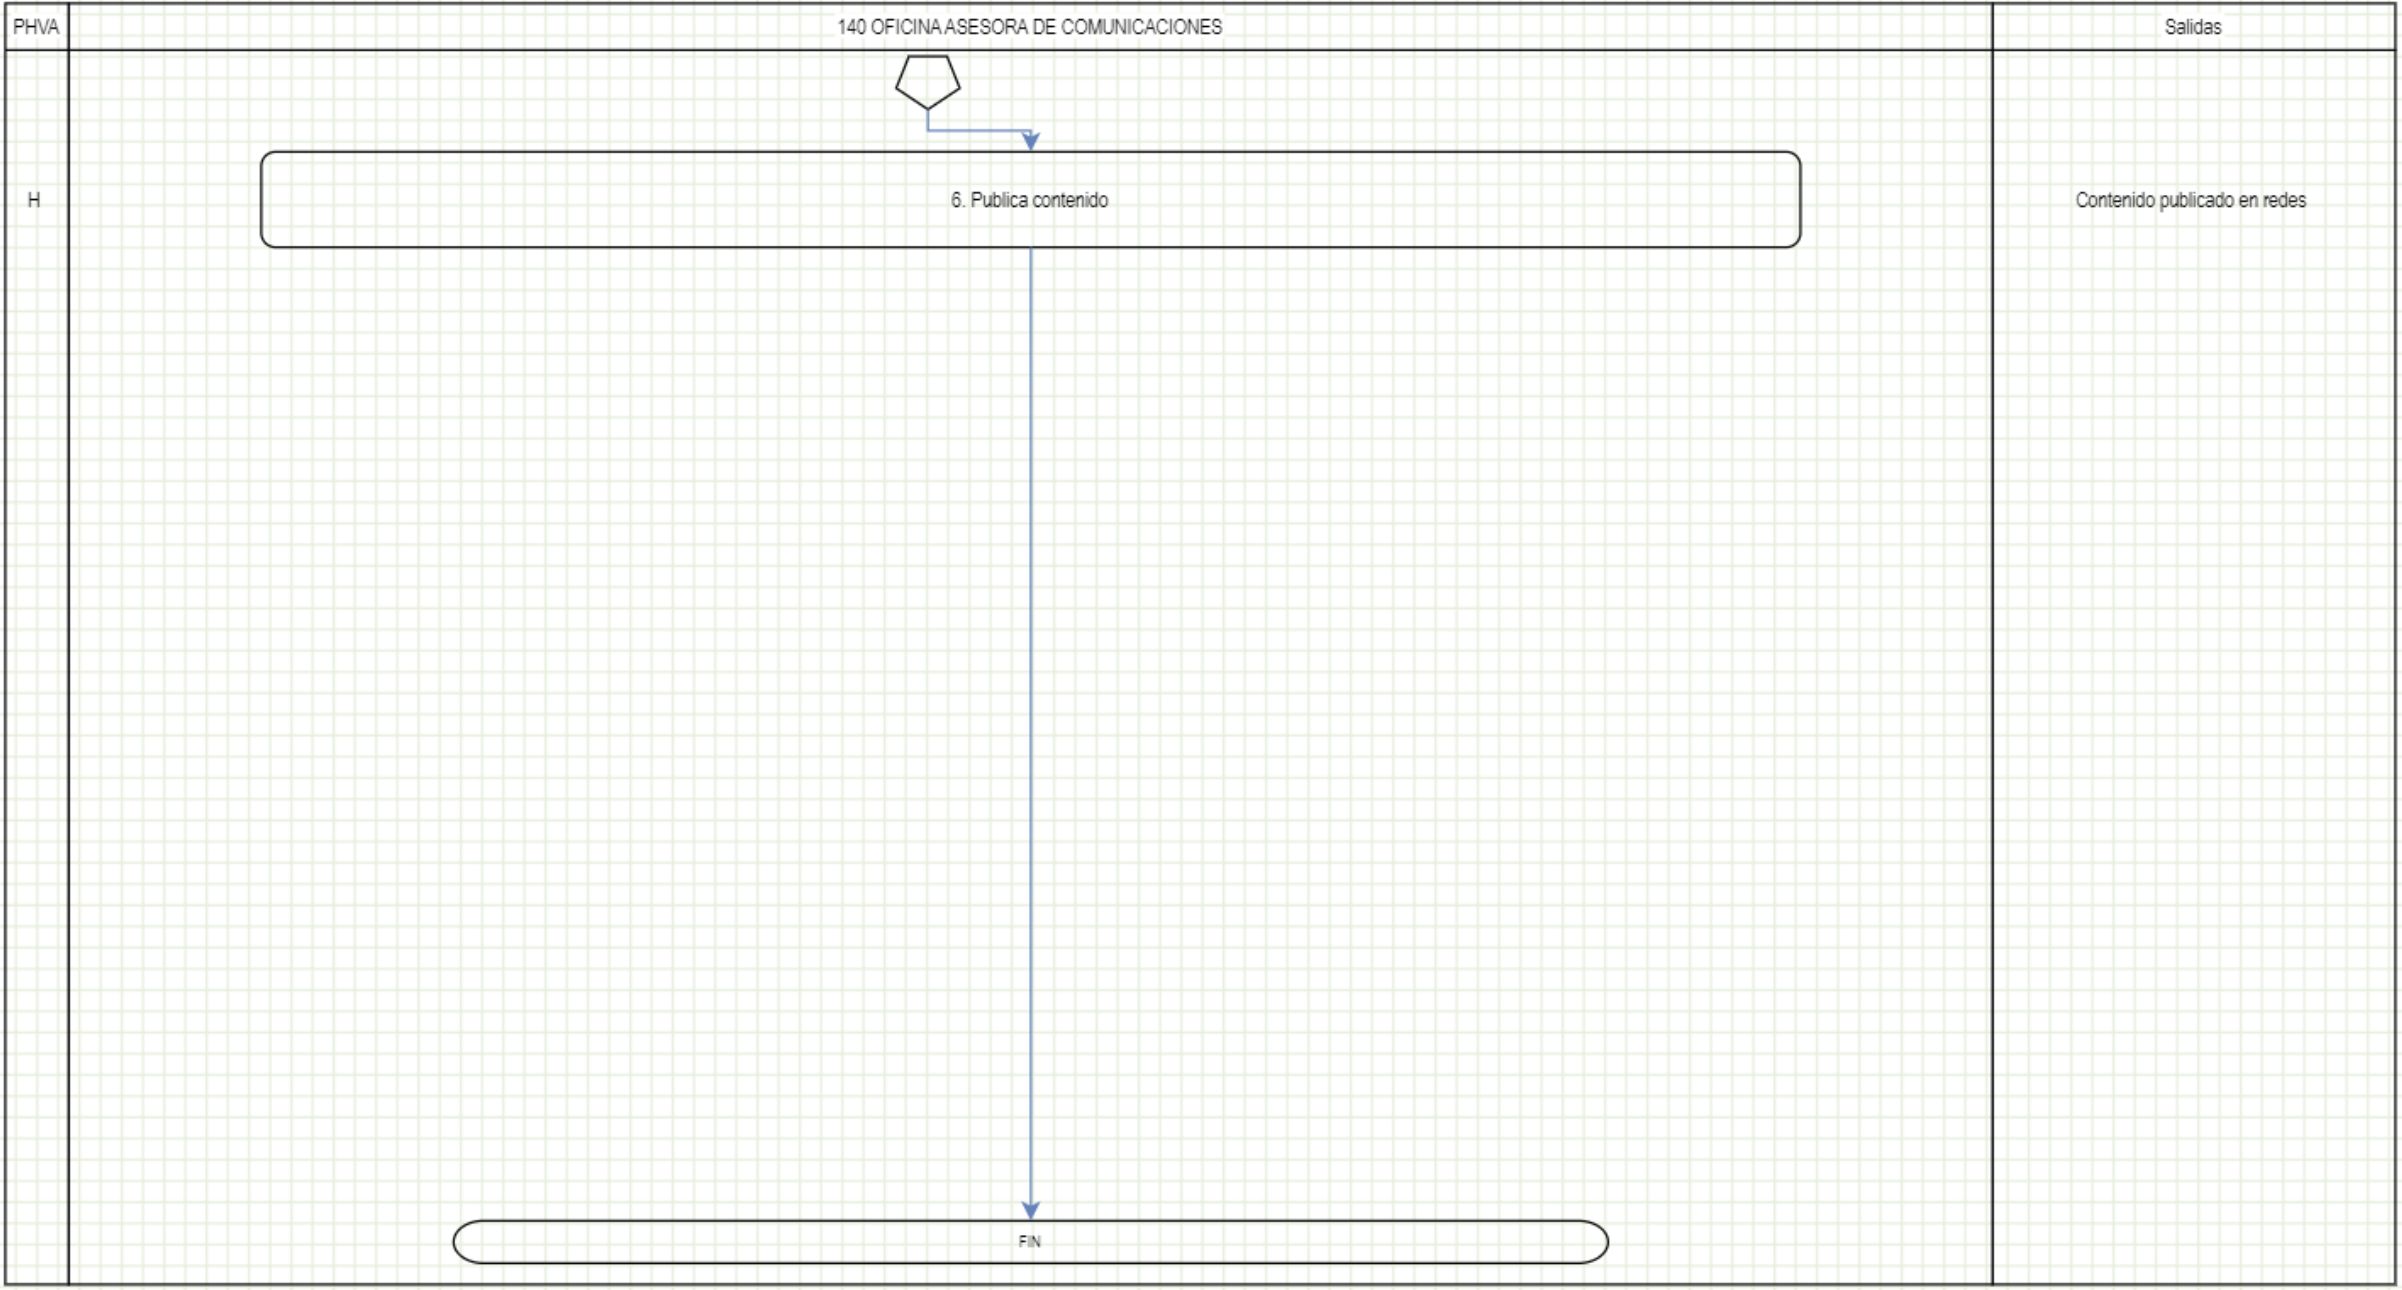 PHVA
140 OFICINA ASESORA DE COMUNICACIONES
Salidas
H
6. Publica contenido
Contenido publicado en redes
FIN